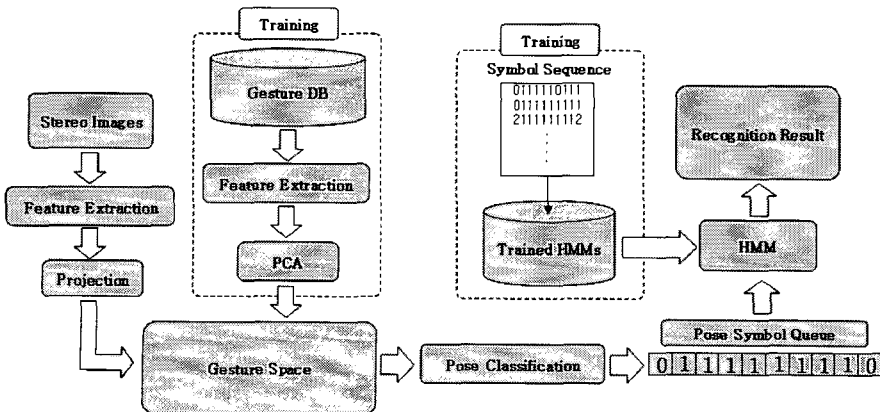 Training
Gesture DB
Feature Extraction
PCA
Stereo Images
Feature Extraction
Projection
Gesture Space
Training
Symbol Sequence
0111110111
0111111111
2111111112
Trained HMMs
Recognition Result
HMM
Pose Classification
Pose Symbol Queue
0 1 1 1 1 1 1 1 1 0